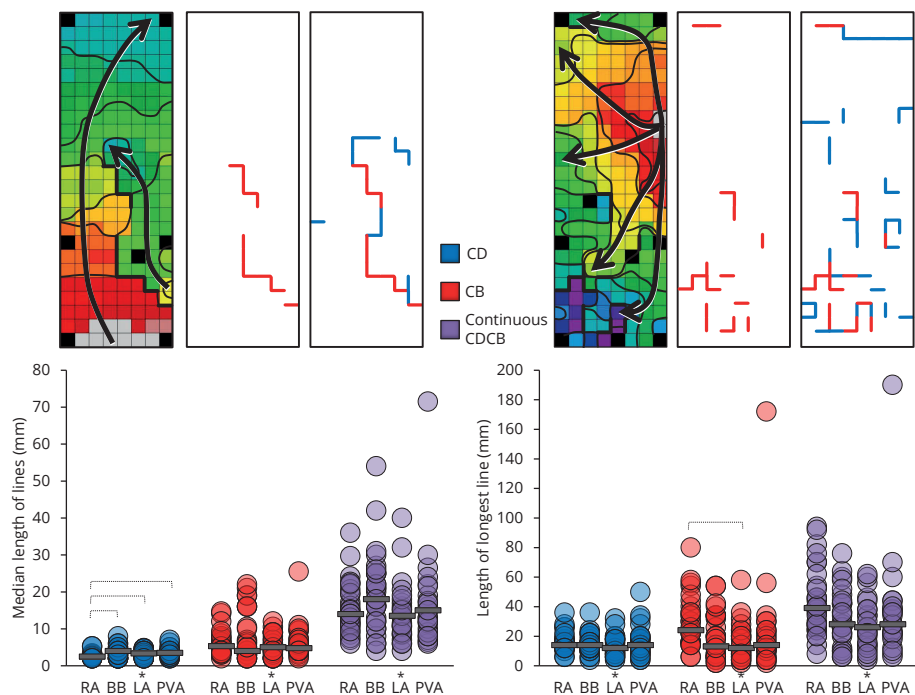 CD
CB
Continuous
CDCB
Median length of lines (mm)
80
70
60
50
40
30
20
10
0
RA BB LA PVA RA BB LA PVA RA BB LA PVA
* * *
Length of longest line (mm)
200
180
160
140
120
100
80
60
40
20
0
RA BB LA PVA RA BB LA PVA RA BB LA PVA
* * *